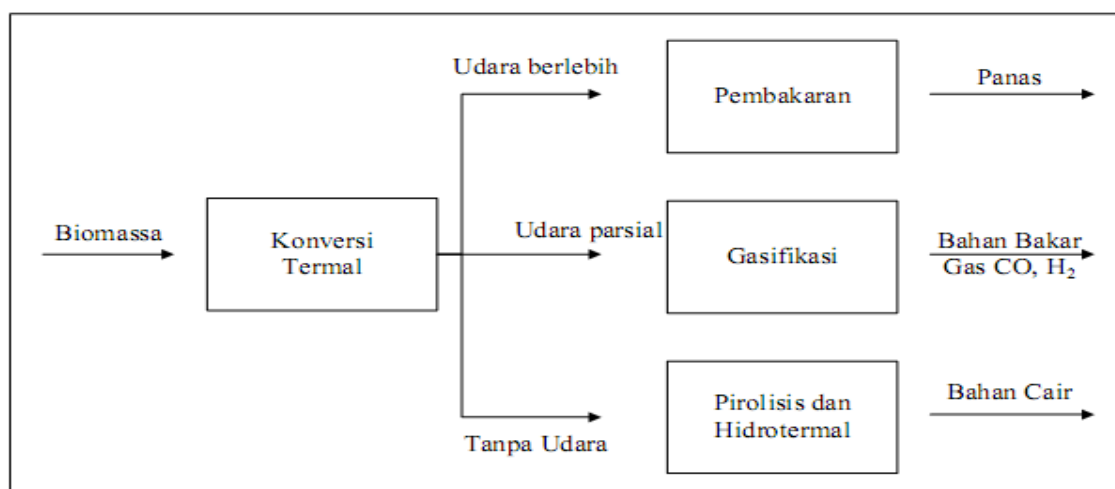 Udara berlebih
Pembakaran
Panas
Biomassa
Konversi
Termal
Udara parsial
Gasifikasi
Bahan Bakar
Gas CO, H₂
Tanpa Udara
Pirolisis dan
Hidrotermal
Bahan Cair